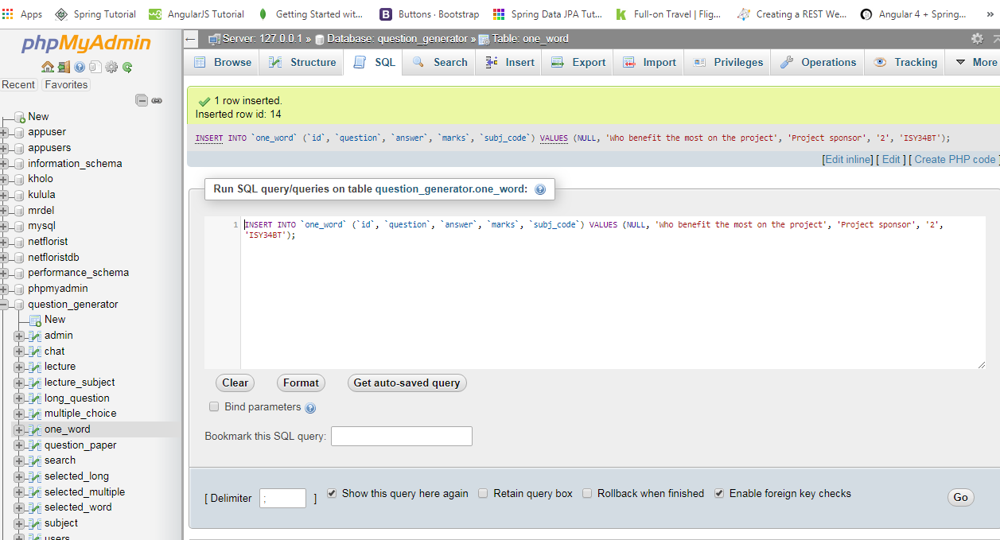 Apps Spring Tutorial AngularJS Tutorial Getting Started wit... B Buttons · Bootstrap Spring Data JPA Tut... Full-on Travel | Flig... Creating a REST We... Angular 4 + Spring... »
phpMyAdmin
Recent Favorites
New
appuser
appusers
information_schema
kholo
kulula
mrdel
mysql
netflorist
netfloristdb
performance_schema
phpmyadmin
question_generator
New
admin
chat
lecture
lecture_subject
long_question
multiple_choice
one_word
question_paper
search
selected_long
selected_multiple
selected_word
subject
users
Server: 127.0.0.1 » Database: question_generator » Table: one_word
Browse Structure SQL Search Insert Export Import Privileges Operations Tracking More
1 row inserted.
Inserted row id: 14
INSERT INTO `one_word` (`id`, `question`, `answer`, `marks`, `subj_code`) VALUES (NULL, 'Who benefit the most on the project', 'Project sponsor', '2', 'ISY34BT');
[Edit inline] [ Edit ] [ Create PHP code ]
Run SQL query/queries on table question_generator.one_word:
1 INSERT INTO `one_word` (`id`, `question`, `answer`, `marks`, `subj_code`) VALUES (NULL, 'Who benefit the most on the project', 'Project sponsor', '2',
'ISY34BT');
Clear Format Get auto-saved query
Bind parameters
Bookmark this SQL query:
[ Delimiter ; ] Show this query here again Retain query box Rollback when finished Enable foreign key checks Go